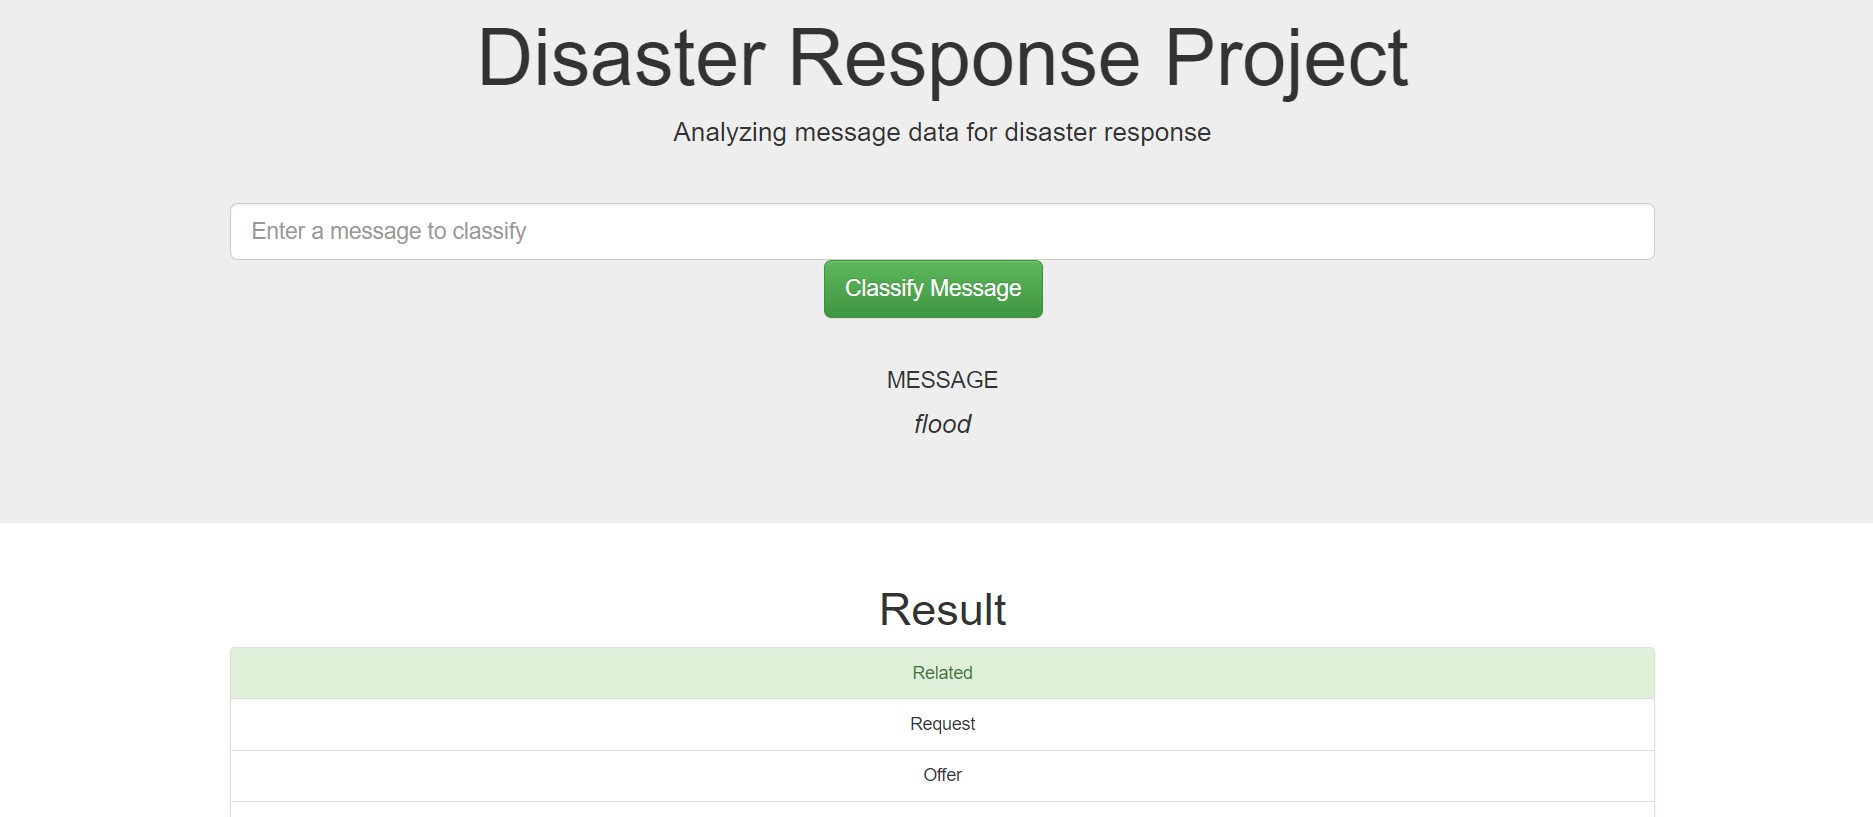 Disaster Response Project
Analyzing message data for disaster response
Enter a message to classify
Classify Message
MESSAGE
flood
Result
Related
Request
Offer